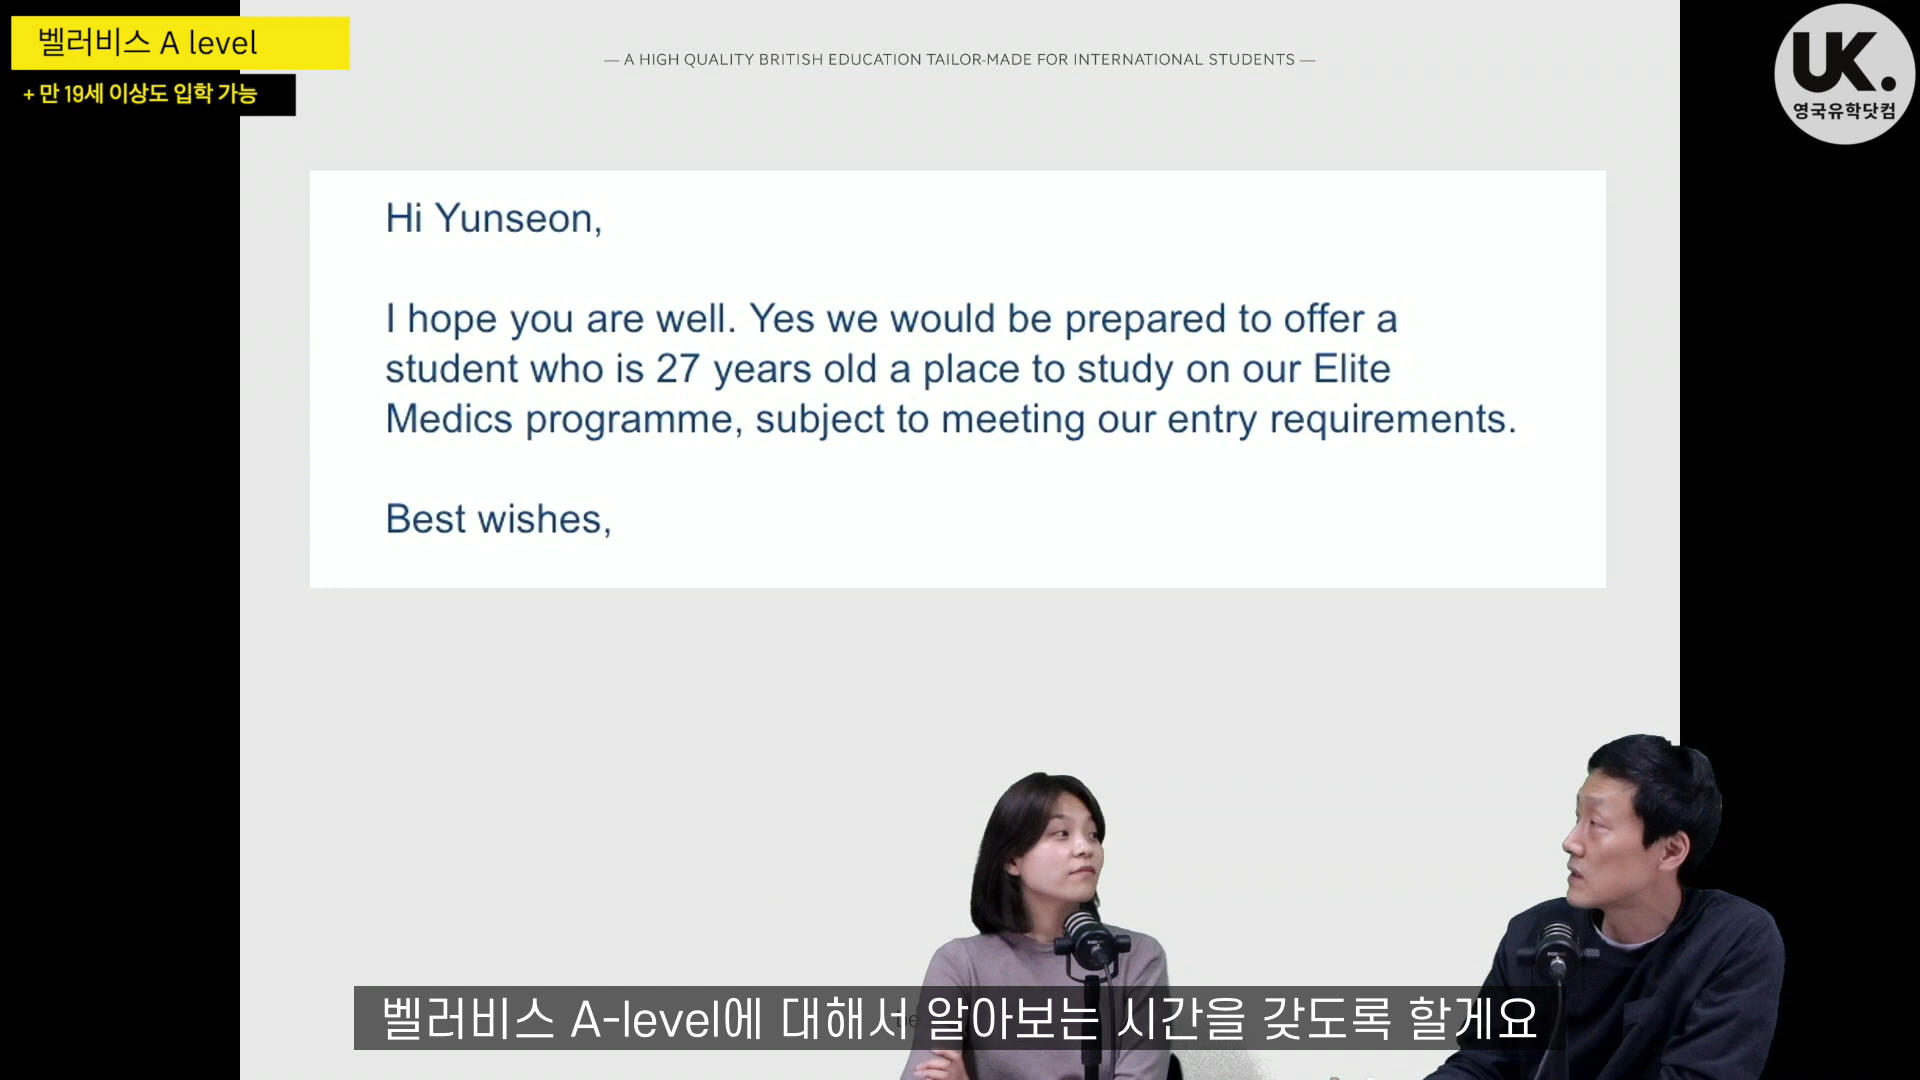 벨러비스 A level
+ 만 19세 이상도 입학 가능
— A HIGH QUALITY BRITISH EDUCATION TAILOR-MADE FOR INTERNATIONAL STUDENTS —
UK.
영국유학닷컴
Hi Yunseon,
I hope you are well. Yes we would be prepared to offer a
student who is 27 years old a place to study on our Elite
Medics programme, subject to meeting our entry requirements.
Best wishes,
벨러비스 A-level에 대해서 알아보는 시간을 갖도록 할게요